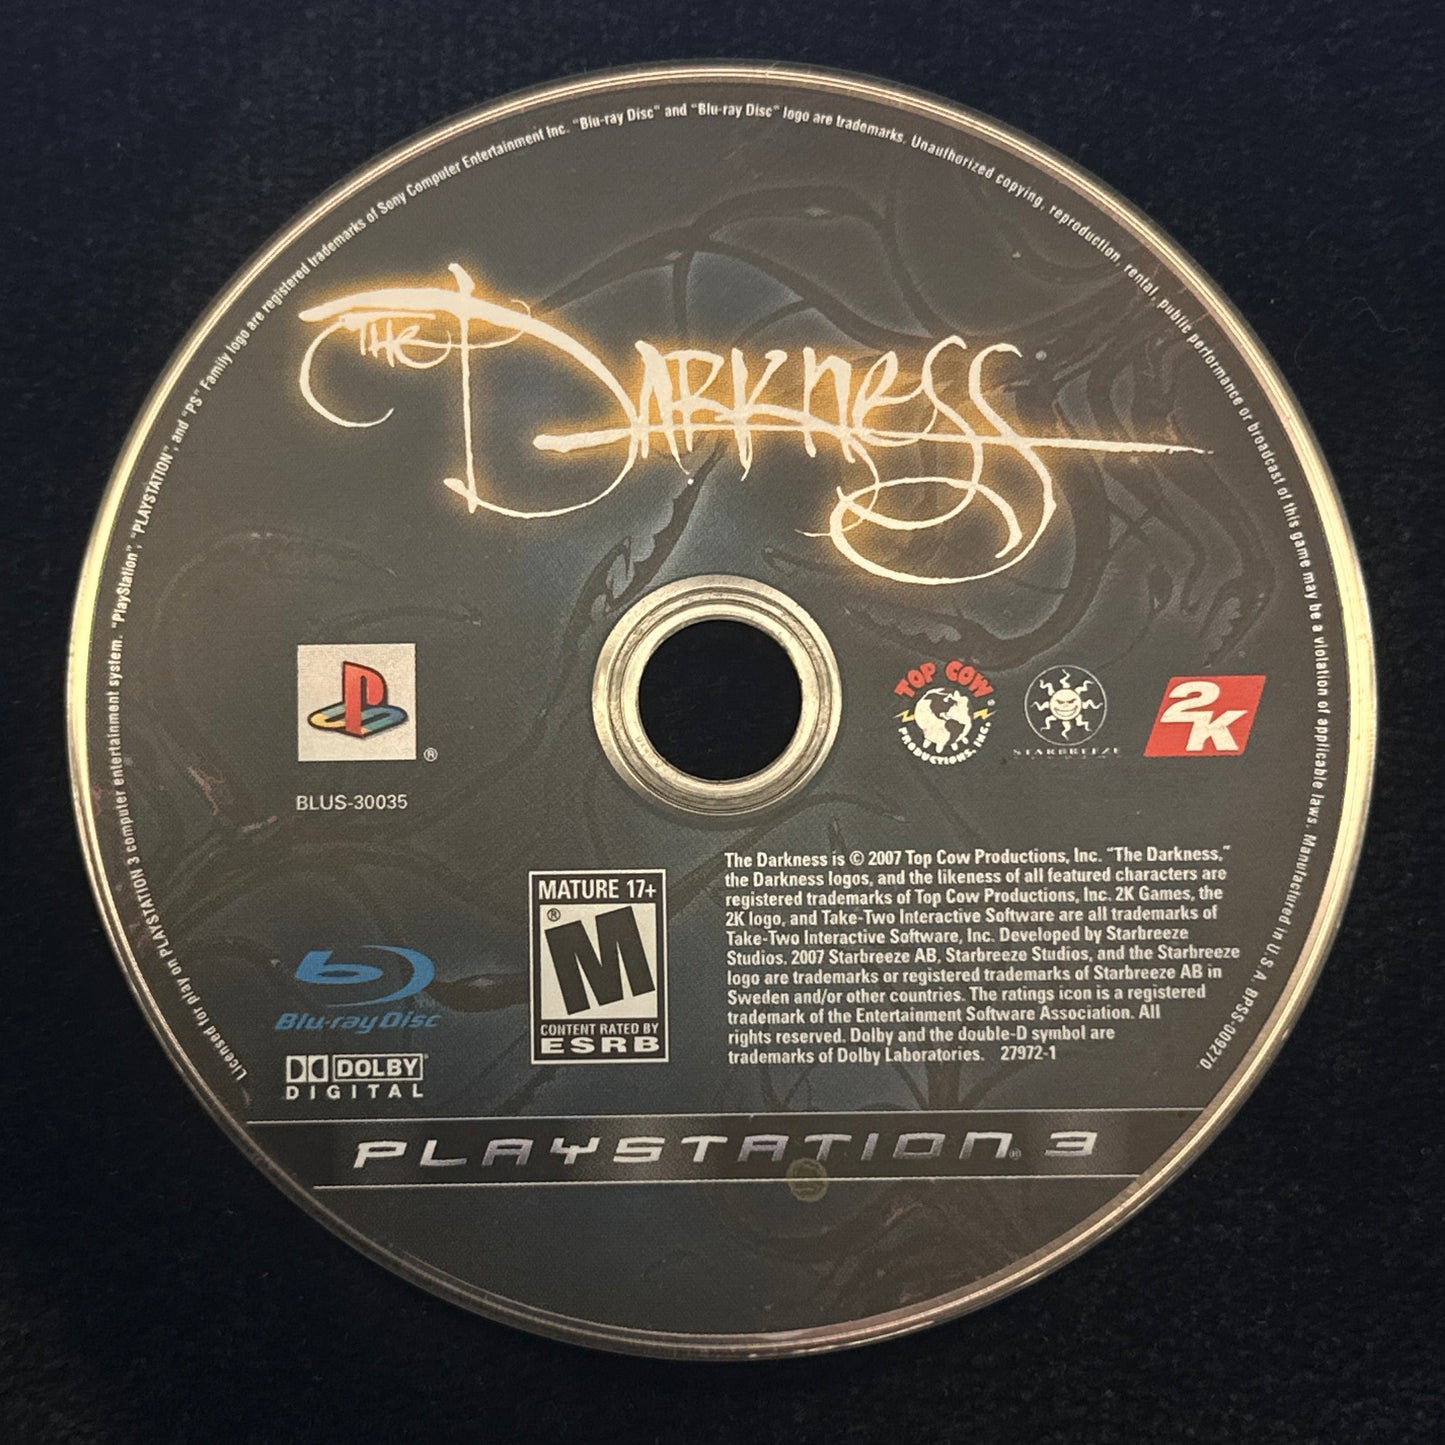 Licensed for play on PLAYSTATION 3 computer entertainment system. "PlayStation", "PLAYSTATION", and "PS" Family logo are registered trademarks of Sony Computer Entertainment Inc. "Blu-ray Disc" and "Blu-ray Disc" logo are trademarks. Unauthorized copying, reproduction, rental, public performance or broadcast of this game may be a violation of applicable laws. Manufactured in U.S.A. BPSS-009270.
THE DARKNESS
®
BLUS-30035
TOP COW
PRODUCTIONS, INC.
STARBREEZE
2K
MATURE 17+
M
®
CONTENT RATED BY
ESRB
Blu-ray Disc
TM
DOLBY
DIGITAL
The Darkness is © 2007 Top Cow Productions, Inc. "The Darkness,"
the Darkness logos, and the likeness of all featured characters are
registered trademarks of Top Cow Productions, Inc. 2K Games, the
2K logo, and Take-Two Interactive Software are all trademarks of
Take-Two Interactive Software, Inc. Developed by Starbreeze
Studios. 2007 Starbreeze AB, Starbreeze Studios, and the Starbreeze
logo are trademarks or registered trademarks of Starbreeze AB in
Sweden and/or other countries. The ratings icon is a registered
trademark of the Entertainment Software Association. All
rights reserved. Dolby and the double-D symbol are
trademarks of Dolby Laboratories. 27972-1
PLAYSTATION® 3